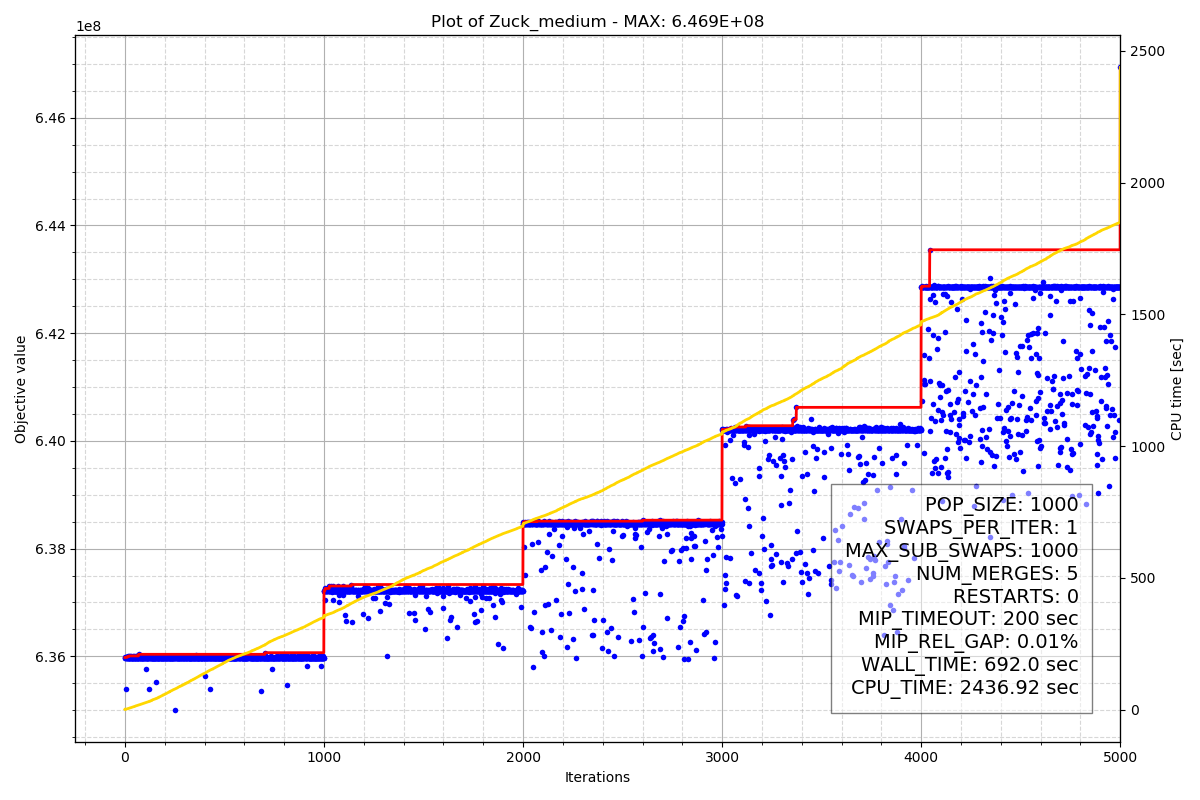 Plot of Zuck_medium - MAX: 6.469E+08
1e8
6.46
6.44
6.42
6.40
6.38
6.36
Objective value
2500
2000
1500
1000
500
0
CPU time [sec]
POP_SIZE: 1000
SWAPS_PER_ITER: 1
MAX_SUB_SWAPS: 1000
NUM_MERGES: 5
RESTARTS: 0
MIP_TIMEOUT: 200 sec
MIP_REL_GAP: 0.01%
WALL_TIME: 692.0 sec
CPU_TIME: 2436.92 sec
0 1000 2000 3000 4000 5000
Iterations